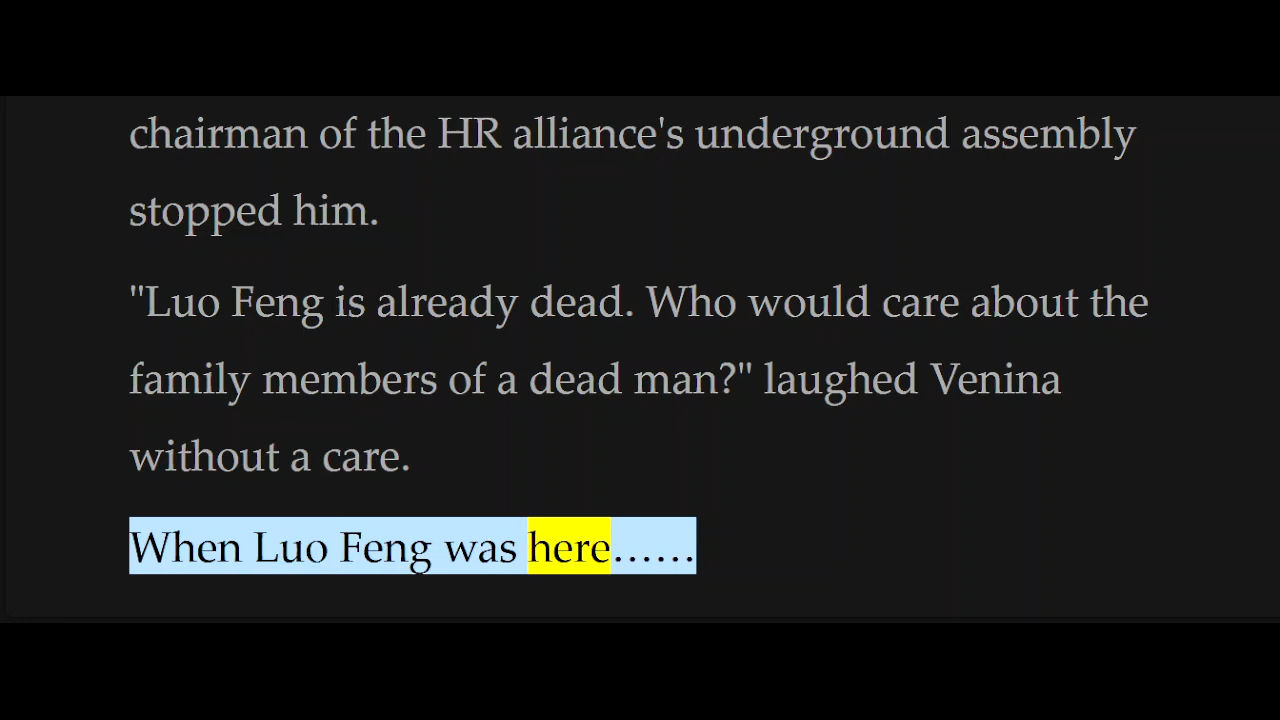 chairman of the HR alliance's underground assembly
stopped him.
"Luo Feng is already dead. Who would care about the
family members of a dead man?" laughed Venina
without a care.
When Luo Feng was here……